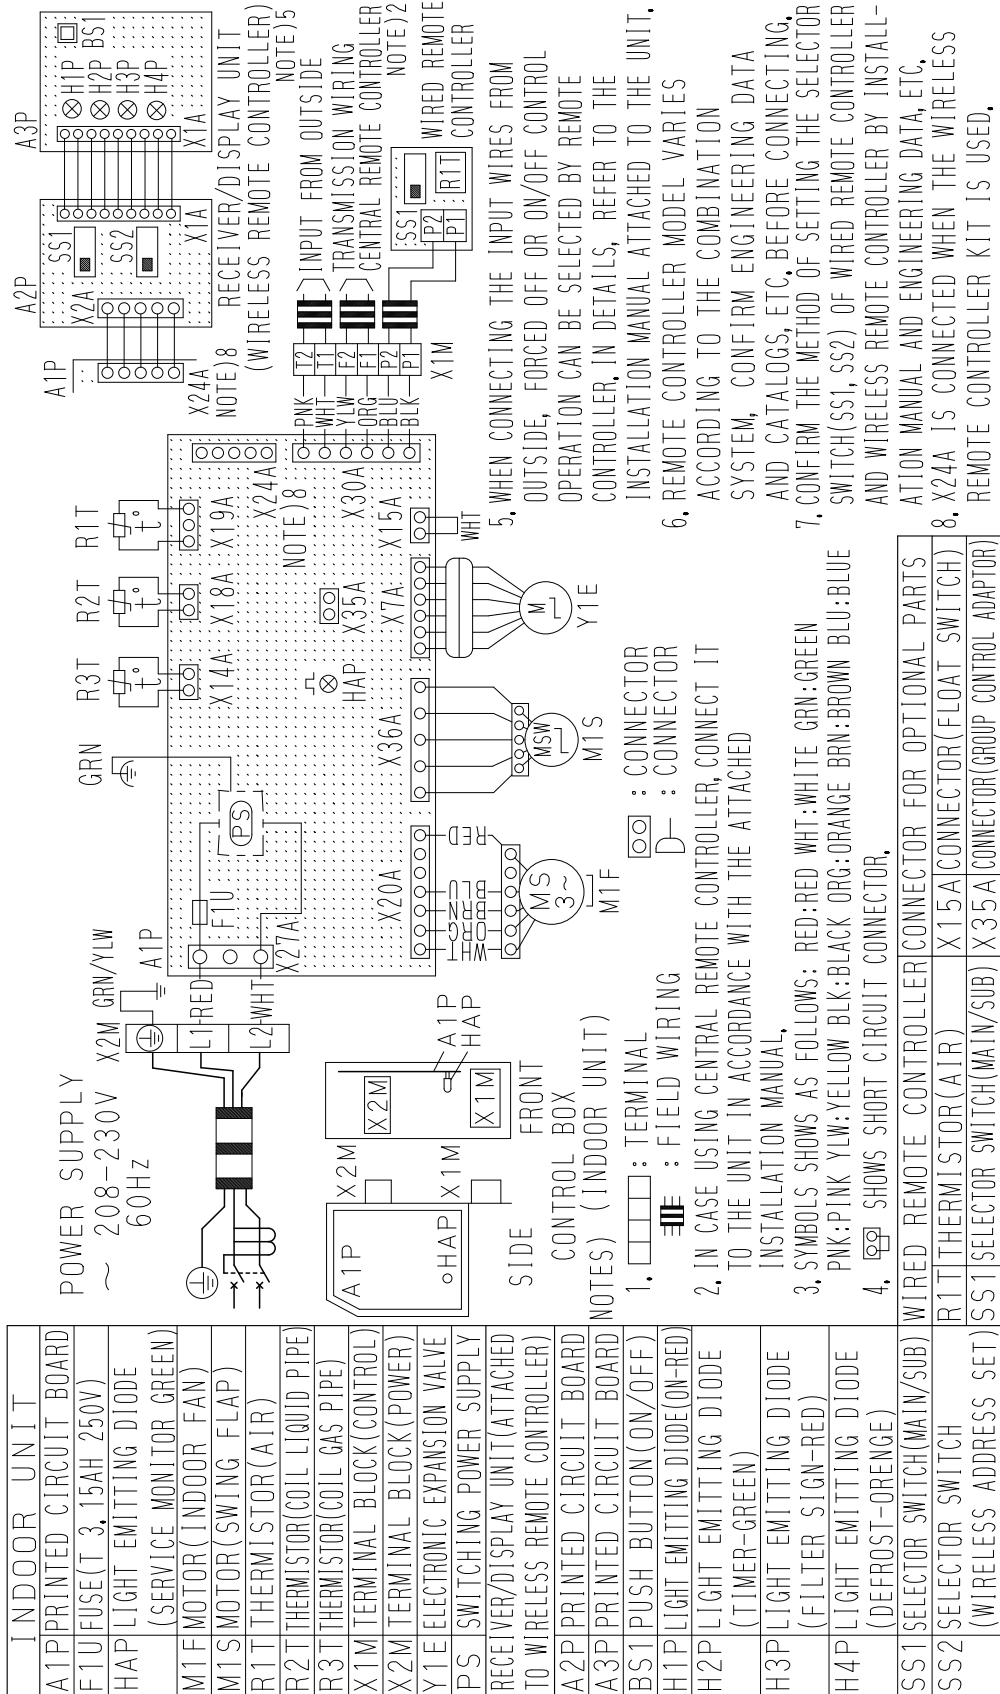 INDOOR UNIT
A1P PRINTED CIRCUIT BOARD
F1U FUSE(T 3, 15AH 250V)
HAP LIGHT EMITTING DIODE
(SERVICE MONITOR GREEN)
M1F MOTOR(INDOOR FAN)
M1S MOTOR(SWING FLAP)
R1T THERMISTOR(AIR)
R2T THERMISTOR(COIL LIQUID PIPE)
R3T THERMISTOR(COIL GAS PIPE)
X1M TERMINAL BLOCK(CONTROL)
X2M TERMINAL BLOCK(POWER)
Y1E ELECTRONIC EXPANSION VALVE
PS SWITCHING POWER SUPPLY
RECEIVER/DISPLAY UNIT(ATTACHED
TO WIRELESS REMOTE CONTROLLER)
A2P PRINTED CIRCUIT BOARD
A3P PRINTED CIRCUIT BOARD
BS1 PUSH BUTTON(ON/OFF)
H1P LIGHT EMITTING DIODE(ON-RED)
H2P LIGHT EMITTING DIODE
(TIMER-GREEN)
H3P LIGHT EMITTING DIODE
(FILTER SIGN-RED)
H4P LIGHT EMITTING DIODE
(DEFROST-ORENGE)
SS1 SELECTOR SWITCH(MAIN/SUB)
SS2 SELECTOR SWITCH
(WIRELESS ADDRESS SET)
WIRED REMOTE CONTROLLER
R1T THERMISTOR(AIR)
SS1 SELECTOR SWITCH(MAIN/SUB)
CONNECTOR FOR OPTIONAL PARTS
X15A CONNECTOR(FLOAT SWITCH)
X35A CONNECTOR(GROUP CONTROL ADAPTOR)
POWER SUPPLY
~ 208-230V
60Hz
X2M
GRN/YLW
L1
RED
L2
WHT
A1P
X27A
F1U
PS
GRN
R3T
t°
X14A
R2T
t°
X18A
R1T
t°
X19A
HAP
X35A
X24A
NOTE)8
X30A
X20A
X36A
X7A
X15A
WHT
ORG
BRN
BLU
RED
MS
3~
M1F
MSW
M1S
M
Y1E
WHT
A1P
X24A
NOTE)8
A2P
X2A
SS1
SS2
X1A
A3P
X1A
H1P
H2P
H3P
H4P
BS1
RECEIVER/DISPLAY UNIT
(WIRELESS REMOTE CONTROLLER)
NOTE)5
INPUT FROM OUTSIDE
TRANSMISSION WIRING
CENTRAL REMOTE CONTROLLER
NOTE)2
WIRED REMOTE
CONTROLLER
PNK T2
WHT T1
YLW F2
ORG F1
BLU P2
BLK P1
X1M
SS1
P2
P1
R1T
A1P
HAP
X2M
X1M
SIDE
X2M
X1M
A1P
HAP
FRONT
CONTROL BOX
(INDOOR UNIT)
NOTES)
1, : TERMINAL
: CONNECTOR
: FIELD WIRING
: CONNECTOR
2, IN CASE USING CENTRAL REMOTE CONTROLLER, CONNECT IT
TO THE UNIT IN ACCORDANCE WITH THE ATTACHED
INSTALLATION MANUAL,
3, SYMBOLS SHOWS AS FOLLOWS: RED:RED WHT:WHITE GRN:GREEN
PNK:PINK YLW:YELLOW BLK:BLACK ORG:ORANGE BRN:BROWN BLU:BLUE
4, SHOWS SHORT CIRCUIT CONNECTOR,
5, WHEN CONNECTING THE INPUT WIRES FROM
OUTSIDE, FORCED OFF OR ON/OFF CONTROL
OPERATION CAN BE SELECTED BY REMOTE
CONTROLLER, IN DETAILS, REFER TO THE
INSTALLATION MANUAL ATTACHED TO THE UNIT,
6, REMOTE CONTROLLER MODEL VARIES
ACCORDING TO THE COMBINATION
SYSTEM, CONFIRM ENGINEERING DATA
AND CATALOGS, ETC, BEFORE CONNECTING,
7, CONFIRM THE METHOD OF SETTING THE SELECTOR
SWITCH(SS1, SS2) OF WIRED REMOTE CONTROLLER
AND WIRELESS REMOTE CONTROLLER BY INSTALL-
ATION MANUAL AND ENGINEERING DATA, ETC,
8, X24A IS CONNECTED WHEN THE WIRELESS
REMOTE CONTROLLER KIT IS USED,